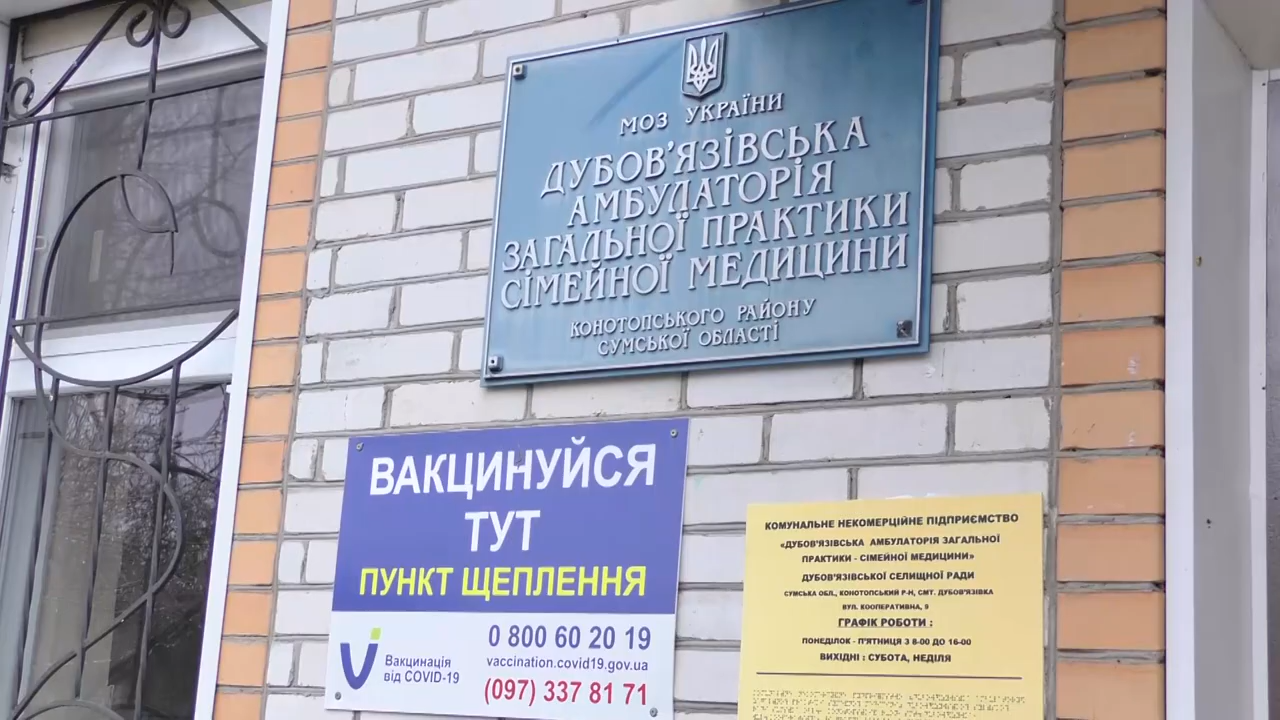 МОЗ УКРАЇНИ
ДУБОВ'ЯЗІВСЬКА
АМБУЛАТОРІЯ
ЗАГАЛЬНОЇ ПРАКТИКИ
СІМЕЙНОЇ МЕДИЦИНИ
КОНОТОПСЬКОГО РАЙОНУ
СУМСЬКОЇ ОБЛАСТІ
ВАКЦИНУЙСЯ
ТУТ
ПУНКТ ЩЕПЛЕННЯ
Вакцинація
від COVID-19
0 800 60 20 19
vaccination.covid19.gov.ua
(097) 337 81 71
КОМУНАЛЬНЕ НЕКОМЕРЦІЙНЕ ПІДПРИЄМСТВО
«ДУБОВ'ЯЗІВСЬКА АМБУЛАТОРІЯ ЗАГАЛЬНОЇ
ПРАКТИКИ - СІМЕЙНОЇ МЕДИЦИНИ»
ДУБОВ'ЯЗІВСЬКОЇ СЕЛИЩНОЇ РАДИ
СУМСЬКА ОБЛ., КОНОТОПСЬКИЙ Р-Н, СМТ. ДУБОВ'ЯЗІВКА
ВУЛ. КООПЕРАТИВНА, 9
ГРАФІК РОБОТИ :
ПОНЕДІЛОК - П'ЯТНИЦЯ З 8-00 ДО 16-00
ВИХІДНІ : СУБОТА, НЕДІЛЯ